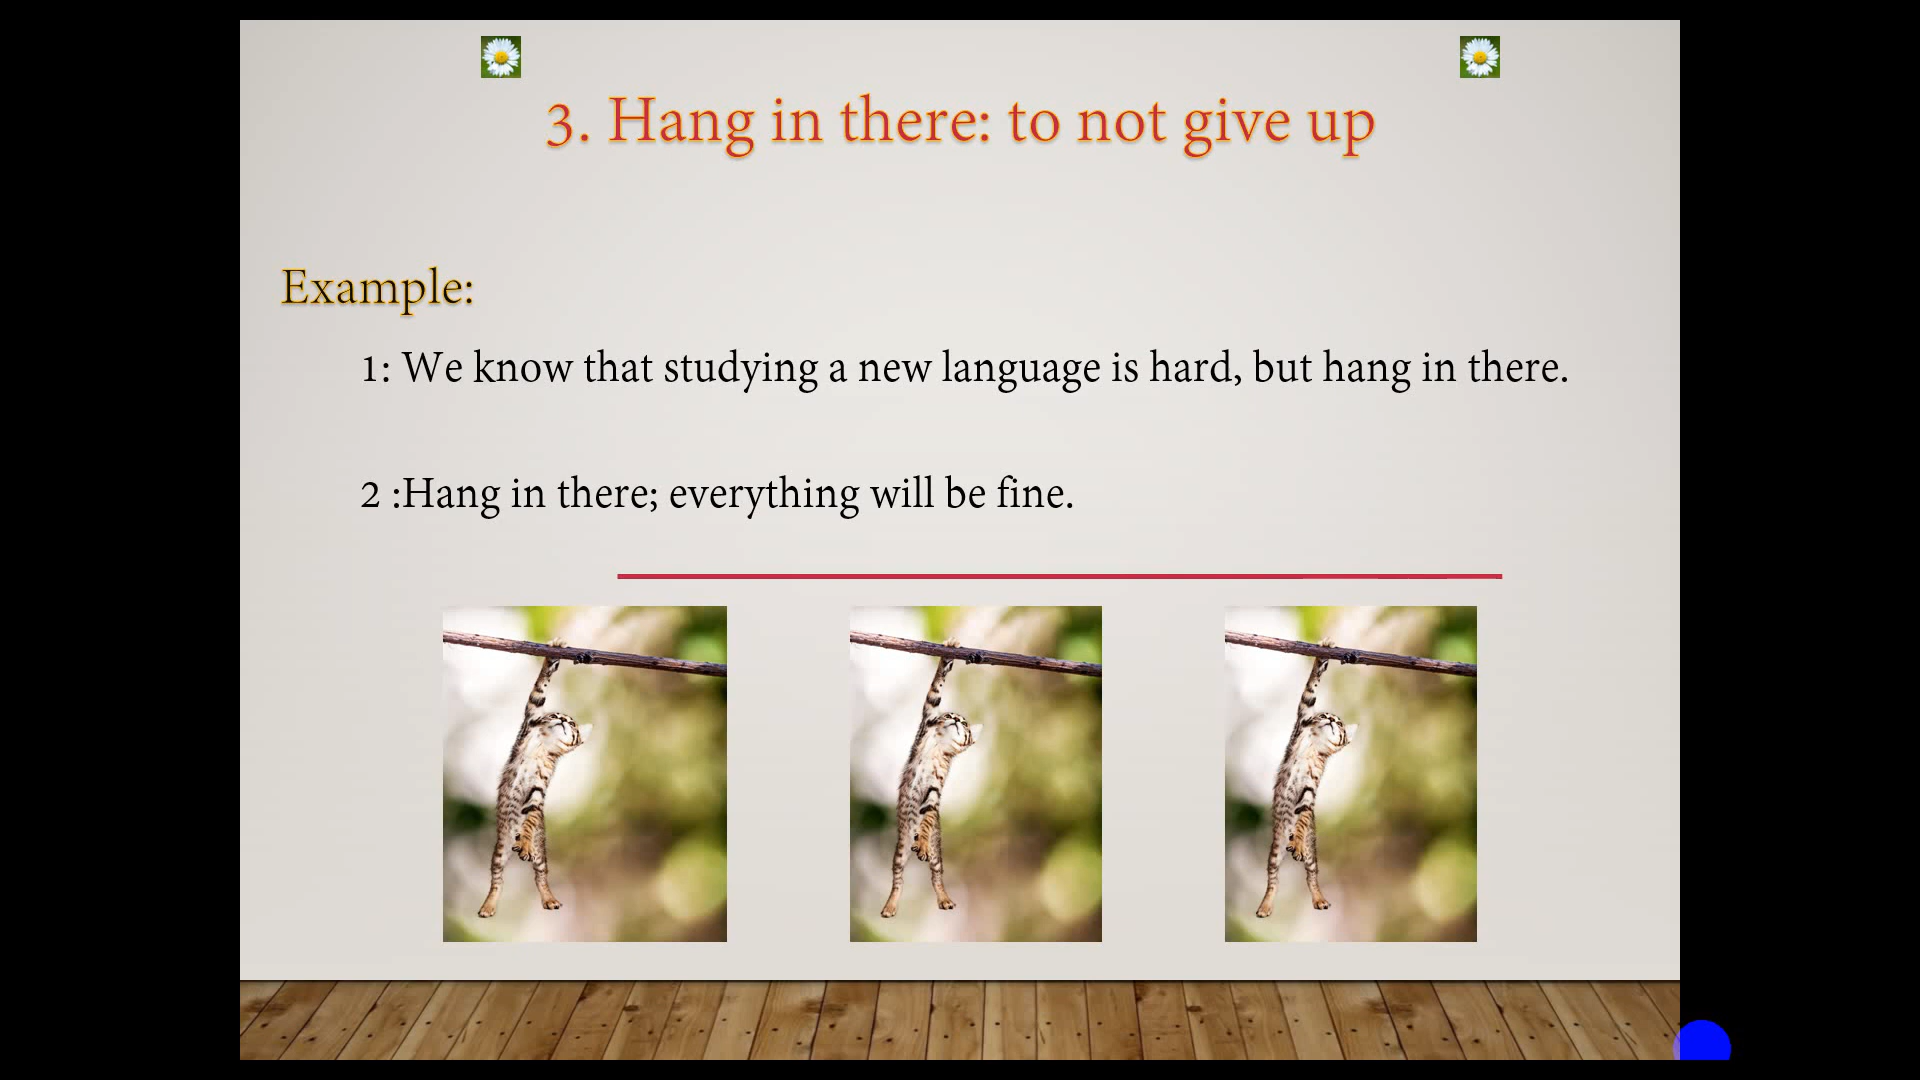 3. Hang in there: to not give up
Example:
1: We know that studying a new language is hard, but hang in there.
2 :Hang in there; everything will be fine.